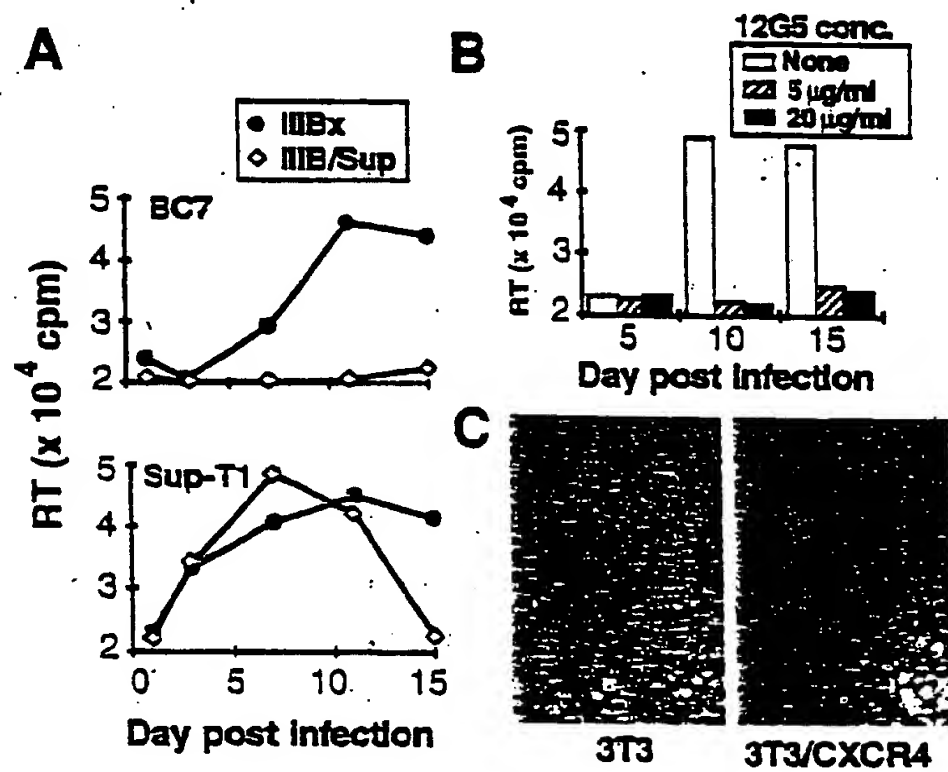 A
IIIBx
IIIB/Sup
5
BC7
4
3
2
RT (x 10⁴ cpm)
5
Sup-T1
4
3
2
0
5
10
15
Day post infection
B
12G5 conc.
None
5 µg/ml
20 µg/ml
5
4
3
2
RT (x 10⁴ cpm)
5
10
15
Day post infection
C
3T3
3T3/CXCR4